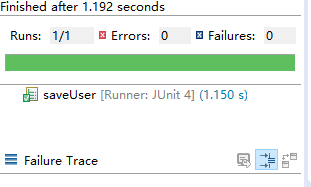 Finished after 1.192 seconds
Runs: 1/1 Errors: 0 Failures: 0
saveUser [Runner: JUnit 4] (1.150 s)
Failure Trace